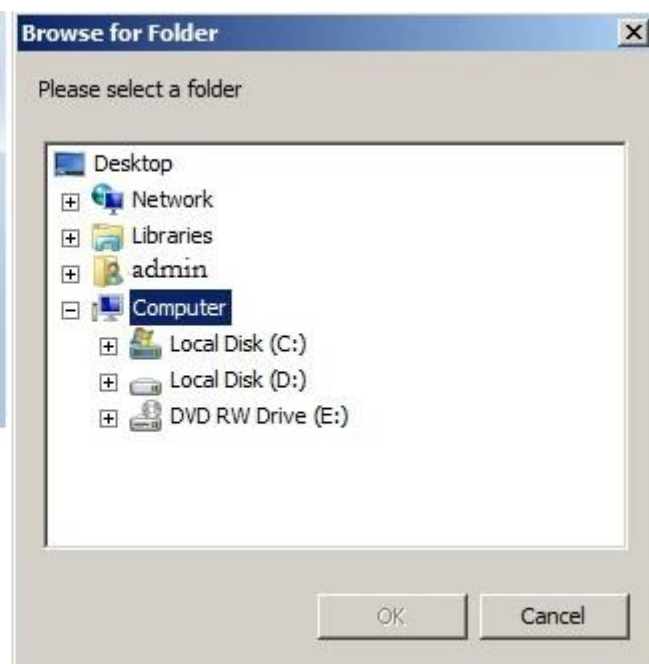 Browse for Folder
Please select a folder
Desktop
Network
Libraries
admin
Computer
Local Disk (C:)
Local Disk (D:)
DVD RW Drive (E:)
OK Cancel